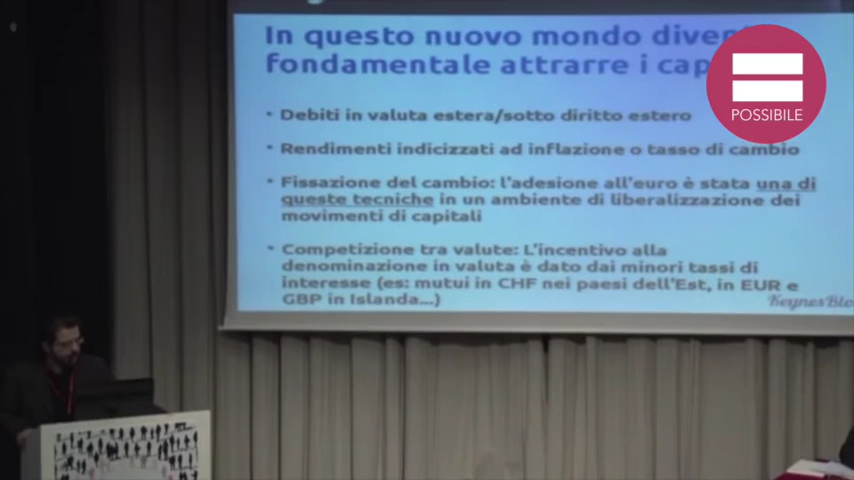 In questo nuovo mondo
fondamentale attrarre i
• Debiti in valuta estera/sotto diritto estero
• Rendimenti indicizzati ad inflazione o tasso di cambio
• Fissazione del cambio: l'adesione all'euro è stata una di
queste tecniche in un ambiente di liberalizzazione dei
movimenti di capitali
• Competizione tra valute: L'incentivo alla
denominazione in valuta è dato dai minori tassi di
interesse (es: mutui in CHF nei paesi dell'Est, in EUR e
GBP in Islanda...)
POSSIBILE